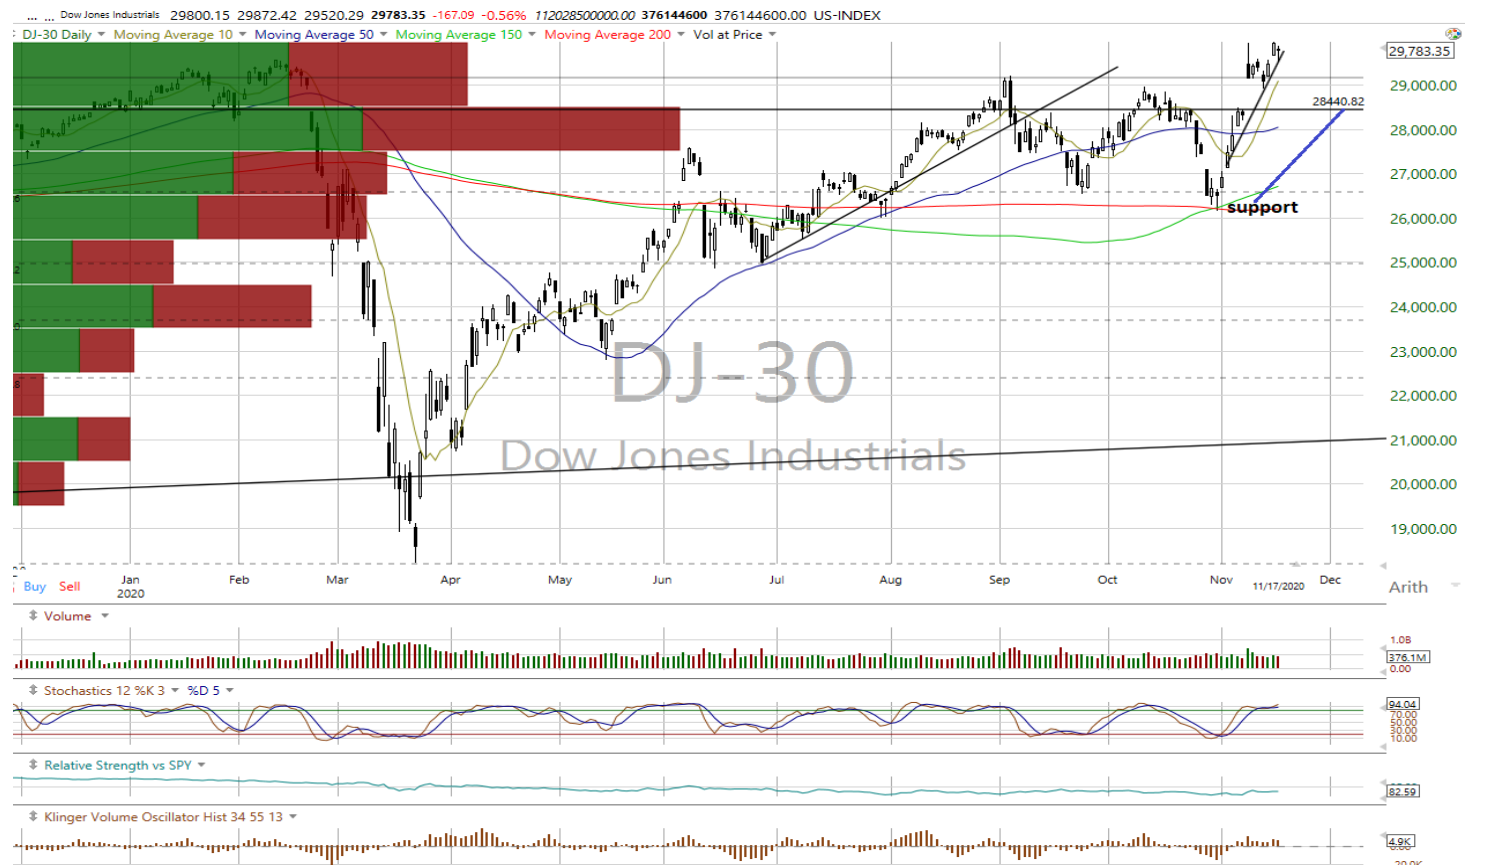 ... ... Dow Jones Industrials 29800.15 29872.42 29520.29 29783.35 -167.09 -0.56% 112028500000.00 376144600 376144600.00 US-INDEX
DJ-30 Daily Moving Average 10 Moving Average 50 Moving Average 150 Moving Average 200 Vol at Price
29,783.35
29,000.00
28440.82
28,000.00
27,000.00
support
26,000.00
25,000.00
24,000.00
23,000.00
DJ-30
22,000.00
Dow Jones Industrials
21,000.00
20,000.00
19,000.00
Buy Sell
Jan Feb Mar Apr May Jun Jul Aug Sep Oct Nov Dec
2020 11/17/2020
Arith
Volume
1.0B
376.1M
0.00
Stochastics 12 %K 3 %D 5
94.04
70.00
50.00
30.00
10.00
Relative Strength vs SPY
82.59
Klinger Volume Oscillator Hist 34 55 13
4.9K